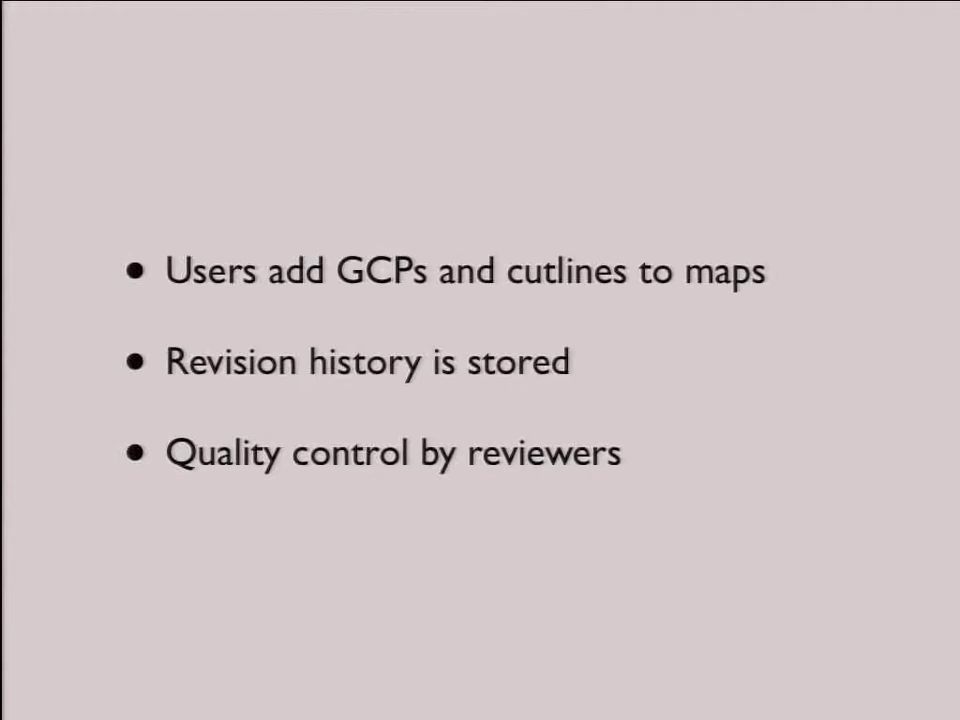 • Users add GCPs and cutlines to maps
• Revision history is stored
• Quality control by reviewers